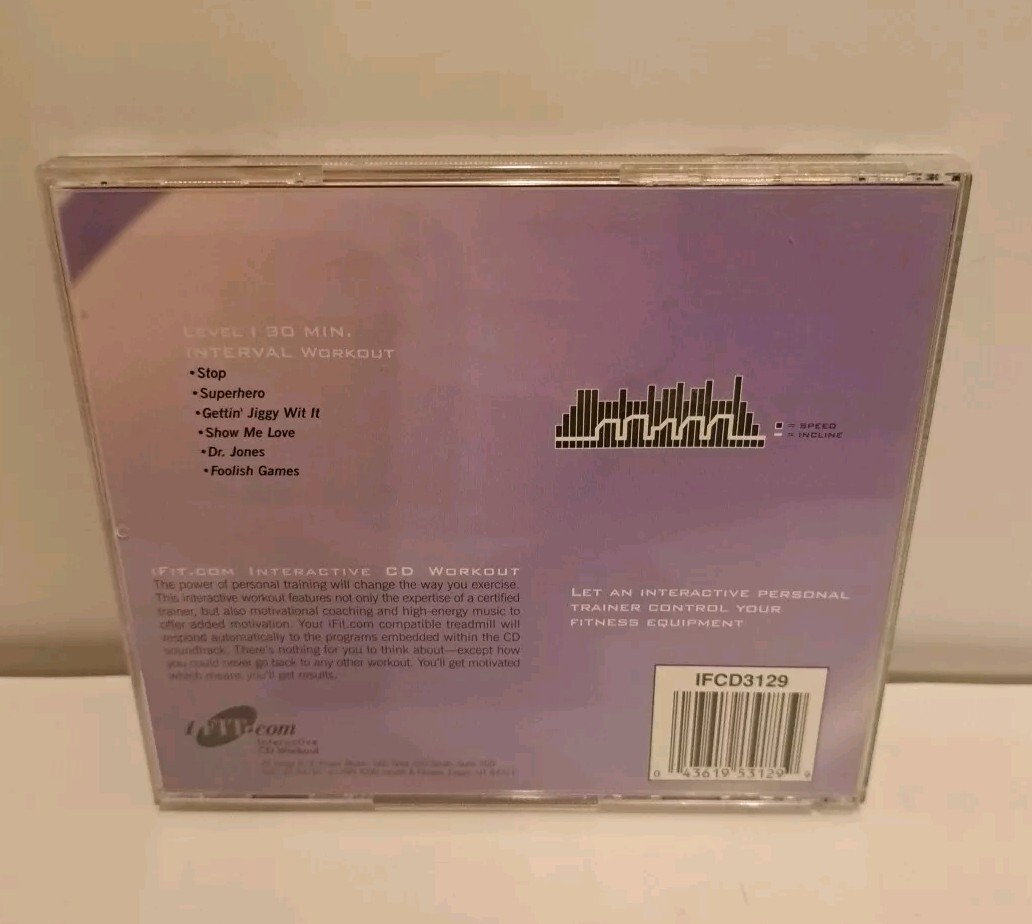 LEVEL 1 30 MIN.
INTERVAL WORKOUT
•Stop
•Superhero
•Gettin' Jiggy Wit It
•Show Me Love
•Dr. Jones
•Foolish Games
= SPEED
= INCLINE
IFIT.COM INTERACTIVE CD WORKOUT
The power of personal training will change the way you exercise.
This interactive workout features not only the expertise of a certified
trainer, but also motivational coaching and high-energy music to
offer added motivation. Your iFit.com compatible treadmill will
respond automatically to the programs embedded within the CD
soundtrack. There's nothing for you to think about—except how
you could never go back to any other workout. You'll get motivated
which means you'll get results.
LET AN INTERACTIVE PERSONAL
TRAINER CONTROL YOUR
FITNESS EQUIPMENT
iFIT.com
Interactive
CD Workout
IFCD3129
0 43619 53129 9